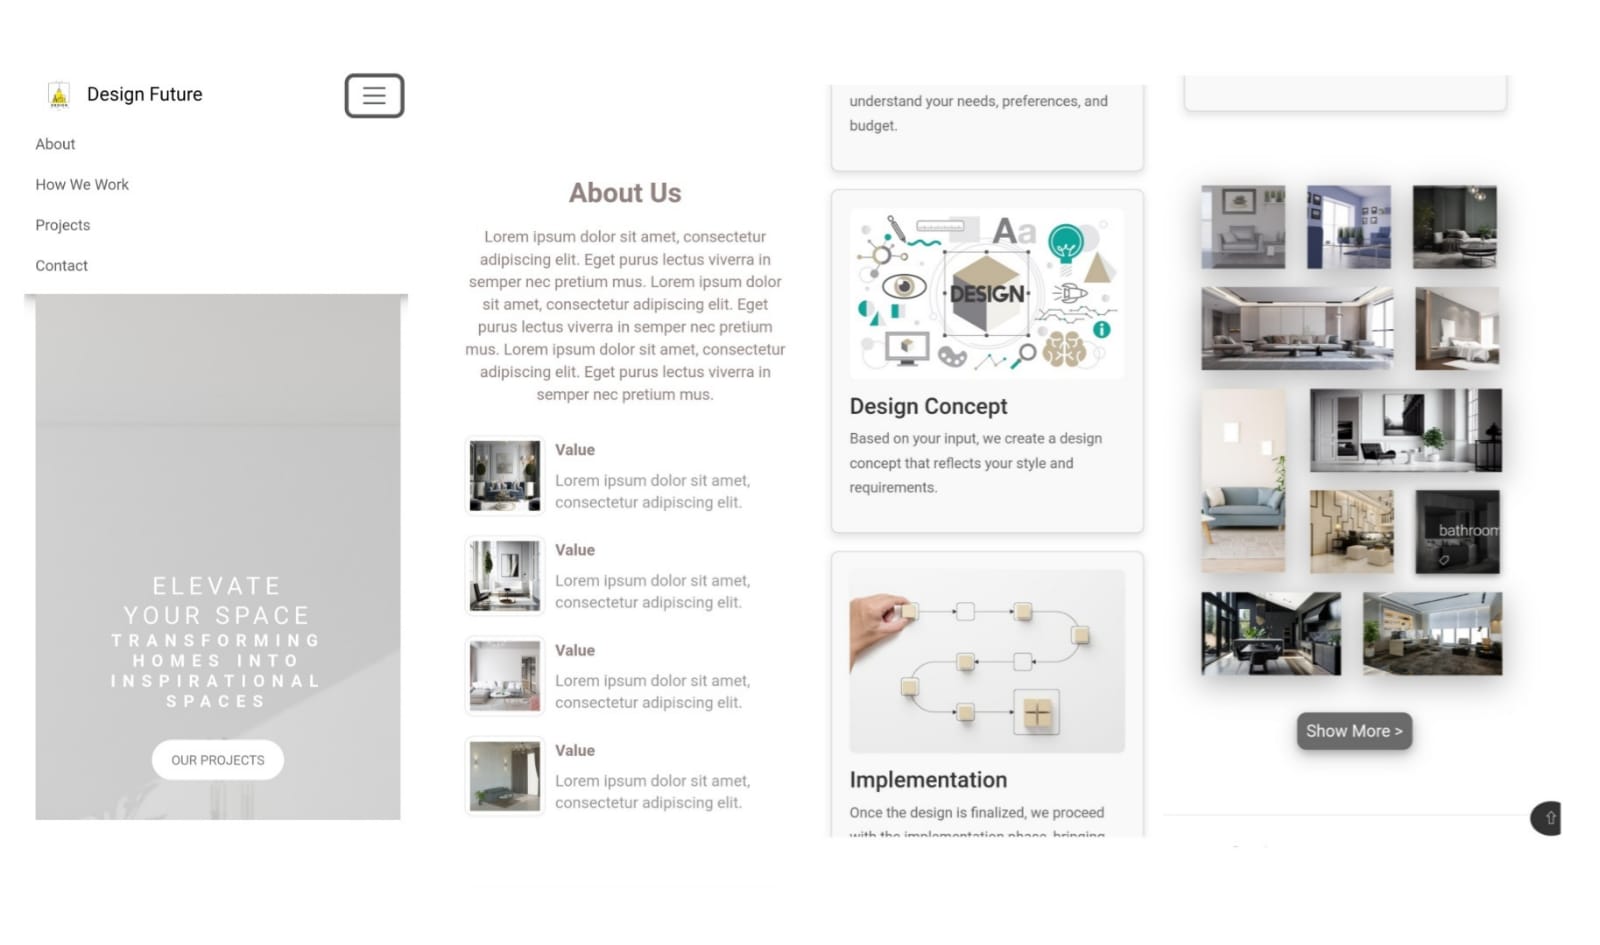 Design Future
About
How We Work
Projects
Contact
ELEVATE
YOUR SPACE
TRANSFORMING
HOMES INTO
INSPIRATIONAL
SPACES
OUR PROJECTS
About Us
Lorem ipsum dolor sit amet, consectetur
adipiscing elit. Eget purus lectus viverra in
semper nec pretium mus. Lorem ipsum dolor
sit amet, consectetur adipiscing elit. Eget
purus lectus viverra in semper nec pretium
mus. Lorem ipsum dolor sit amet, consectetur
adipiscing elit. Eget purus lectus viverra in
semper nec pretium mus.
Value
Lorem ipsum dolor sit amet,
consectetur adipiscing elit.
Value
Lorem ipsum dolor sit amet,
consectetur adipiscing elit.
Value
Lorem ipsum dolor sit amet,
consectetur adipiscing elit.
Value
Lorem ipsum dolor sit amet,
consectetur adipiscing elit.
understand your needs, preferences, and
budget.
Aa
DESIGN
Design Concept
Based on your input, we create a design
concept that reflects your style and
requirements.
Implementation
Once the design is finalized, we proceed
with the implementation phase, bringing
bathroom
Show More >